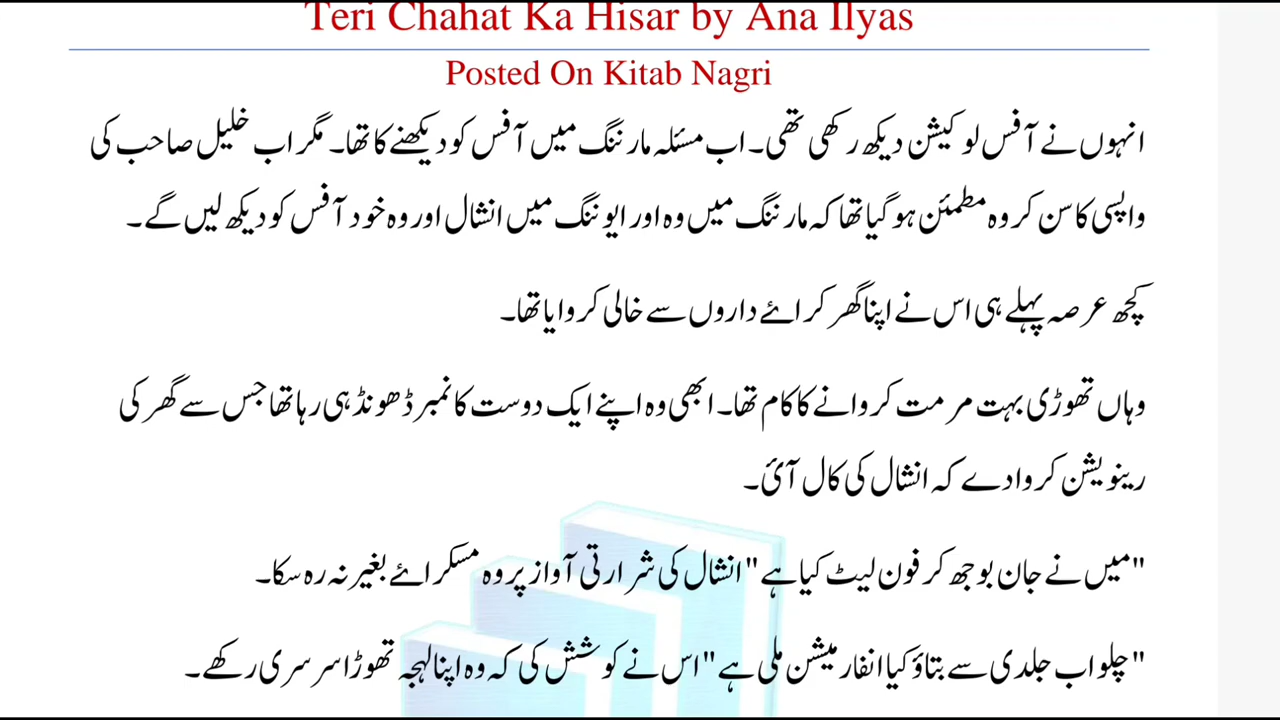 Teri Chahat Ka Hisar by Ana Ilyas
Posted On Kitab Nagri
انہوں نے آفس لوکیشن دیکھ رکھی تھی۔ اب مسئلہ مارننگ میں آفس کو دیکھنے کا تھا۔ مگر اب خلیل صاحب کی
واپسی کا سن کر وہ مطمئن ہو گیا تھا کہ مارننگ میں وہ اور ایوننگ میں انشال اور وہ خود آفس کو دیکھ لیں گے۔
کچھ عرصہ پہلے ہی اس نے اپنا گھر کرائے داروں سے خالی کروایا تھا۔
وہاں تھوڑی بہت مرمت کروانے کا کام تھا۔ ابھی وہ اپنے ایک دوست کا نمبر ڈھونڈ ہی رہا تھا جس سے گھر کی
رینویشن کروا دے کہ انشال کی کال آئ۔
"میں نے جان بوجھ کر فون لیٹ کیا ہے" انشال کی شرارتی آواز پر وہ مسکرائے بغیر نہ رہ سکا۔
"چلو اب جلدی سے بتاؤ کیا انفارمیشن ملی ہے" اس نے کوشش کی کہ وہ اپنا لہجہ تھوڑا سرسری رکھے۔